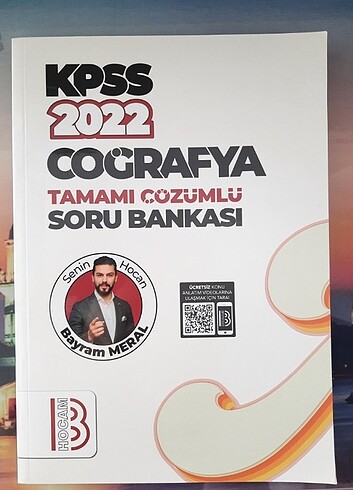 KPSS
2022
COĞRAFYA
TAMAMI ÇÖZÜMLÜ
SORU BANKASI
Senin Hocan
Bayram MERAL
ÜCRETSİZ KONU
ANLATIM VİDEOLARINA
ULAŞMAK İÇİN TARA!
B
HOCAM
B